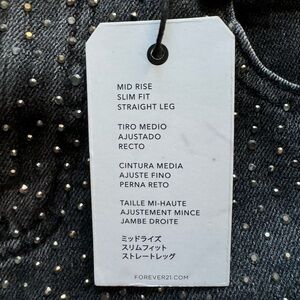 MID RISE
SLIM FIT
STRAIGHT LEG
TIRO MEDIO
AJUSTADO
RECTO
CINTURA MEDIA
AJUSTE FINO
PERNA RETO
TAILLE MI-HAUTE
AJUSTEMENT MINCE
JAMBE DROITE
ミッドライズ
スリムフィット
ストレートレッグ
FOREVER21.COM